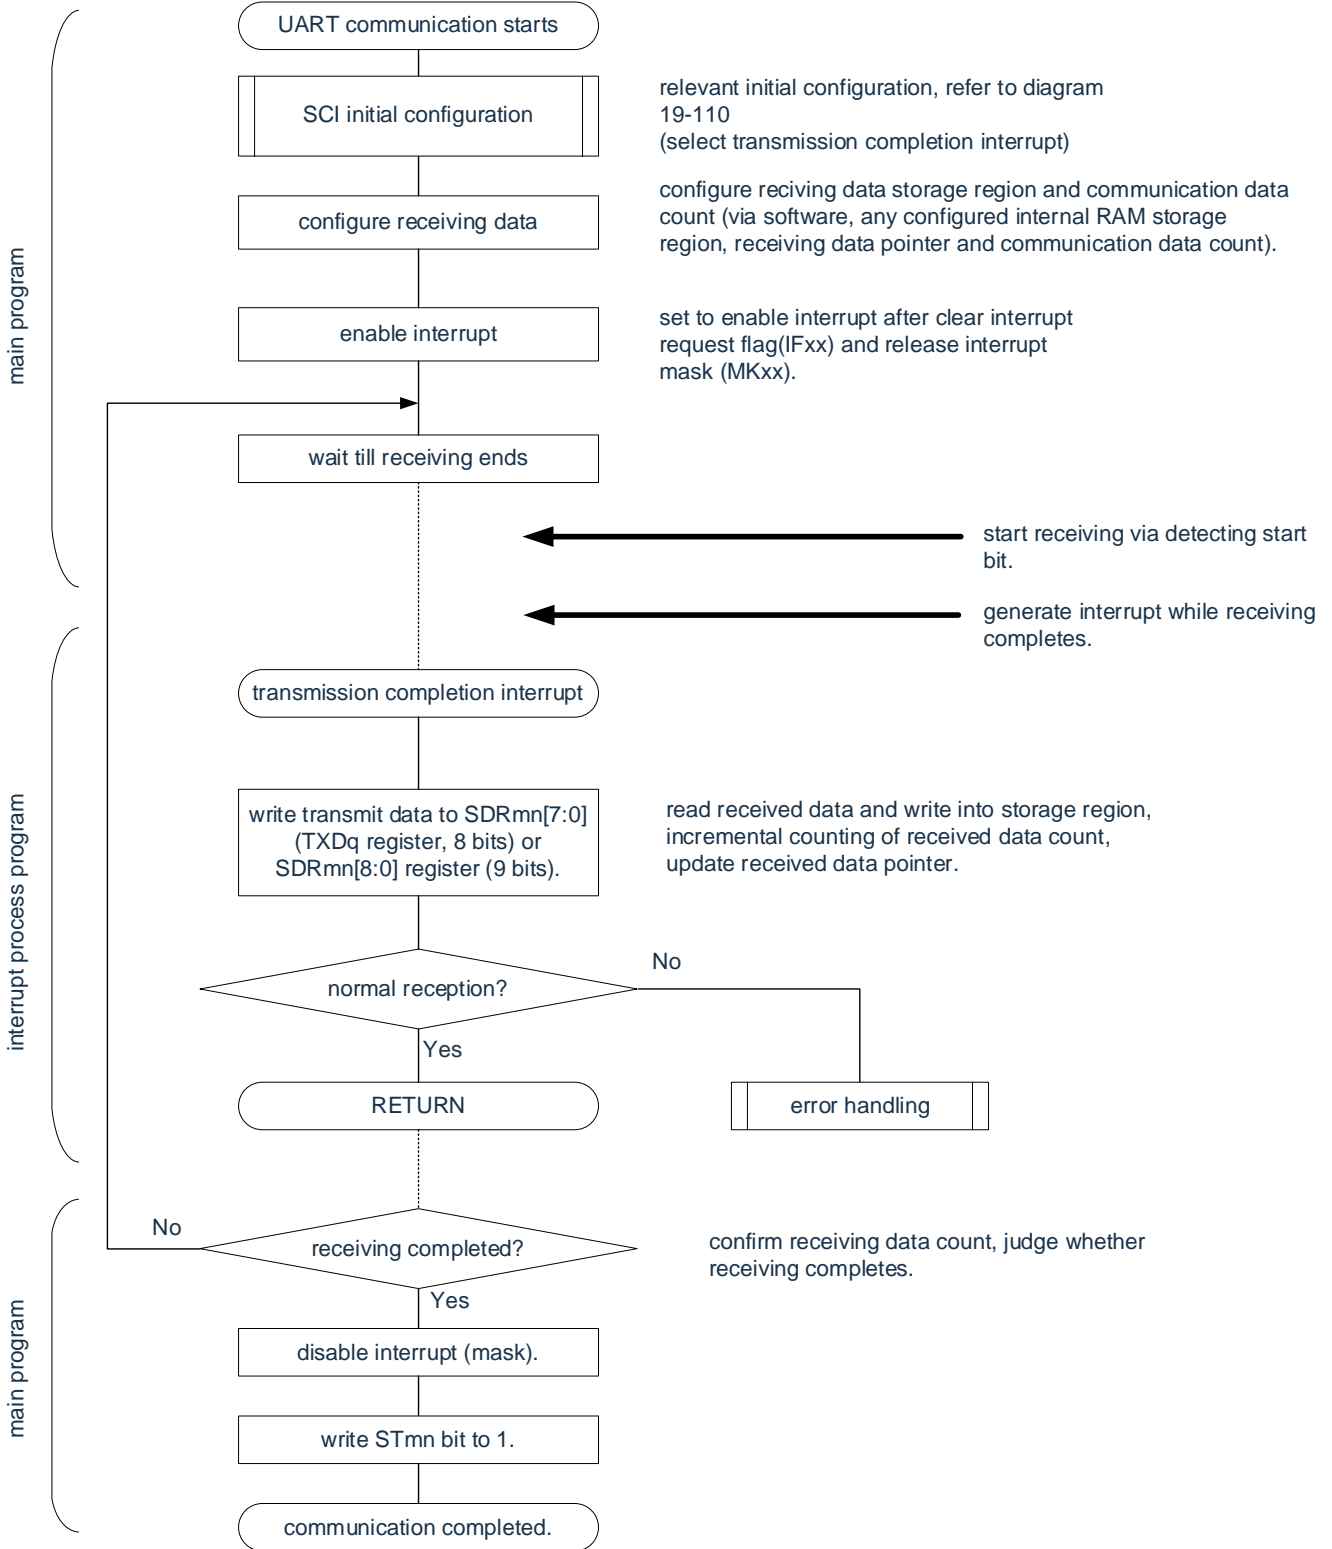 UART communication starts
SCI initial configuration
relevant initial configuration, refer to diagram
19-110
(select transmission completion interrupt)
configure receiving data
configure reciving data storage region and communication data
count (via software, any configured internal RAM storage
region, receiving data pointer and communication data count).
main program
enable interrupt
set to enable interrupt after clear interrupt
request flag(IFxx) and release interrupt
mask (MKxx).
wait till receiving ends
start receiving via detecting start
bit.
generate interrupt while receiving
completes.
transmission completion interrupt
write transmit data to SDRmn[7:0]
(TXDq register, 8 bits) or
SDRmn[8:0] register (9 bits).
read received data and write into storage region,
incremental counting of received data count,
update received data pointer.
interrupt process program
normal reception?
No
Yes
RETURN
error handling
No
receiving completed?
confirm receiving data count, judge whether
receiving completes.
Yes
main program
disable interrupt (mask).
write STmn bit to 1.
communication completed.